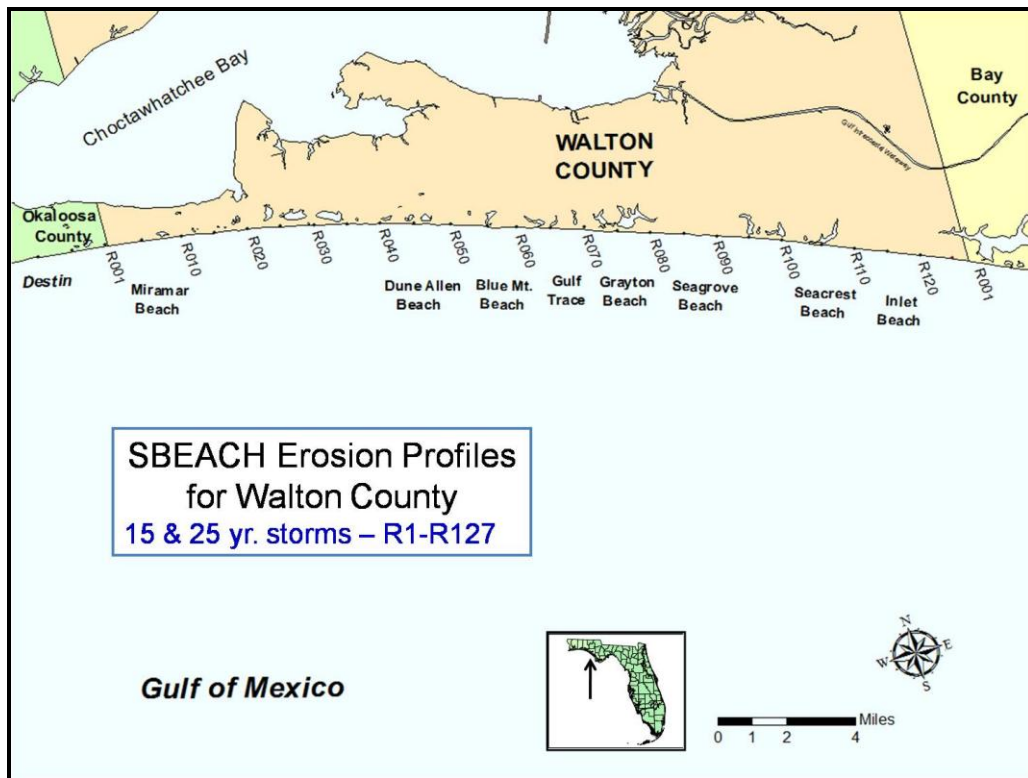 Choctawhatchee Bay
Bay
County
WALTON
COUNTY
Gulf Intracoastal Waterway
Okaloosa
County
Destin
R001
R010
R020
R030
R040
R050
R060
R070
R080
R090
R100
R110
R120
R001
Miramar
Beach
Dune Allen
Beach
Blue Mt.
Beach
Gulf
Trace
Grayton
Beach
Seagrove
Beach
Seacrest
Beach
Inlet
Beach
SBEACH Erosion Profiles
for Walton County
15 & 25 yr. storms – R1-R127
Gulf of Mexico
N
E
W
S
Miles
0 1 2 4